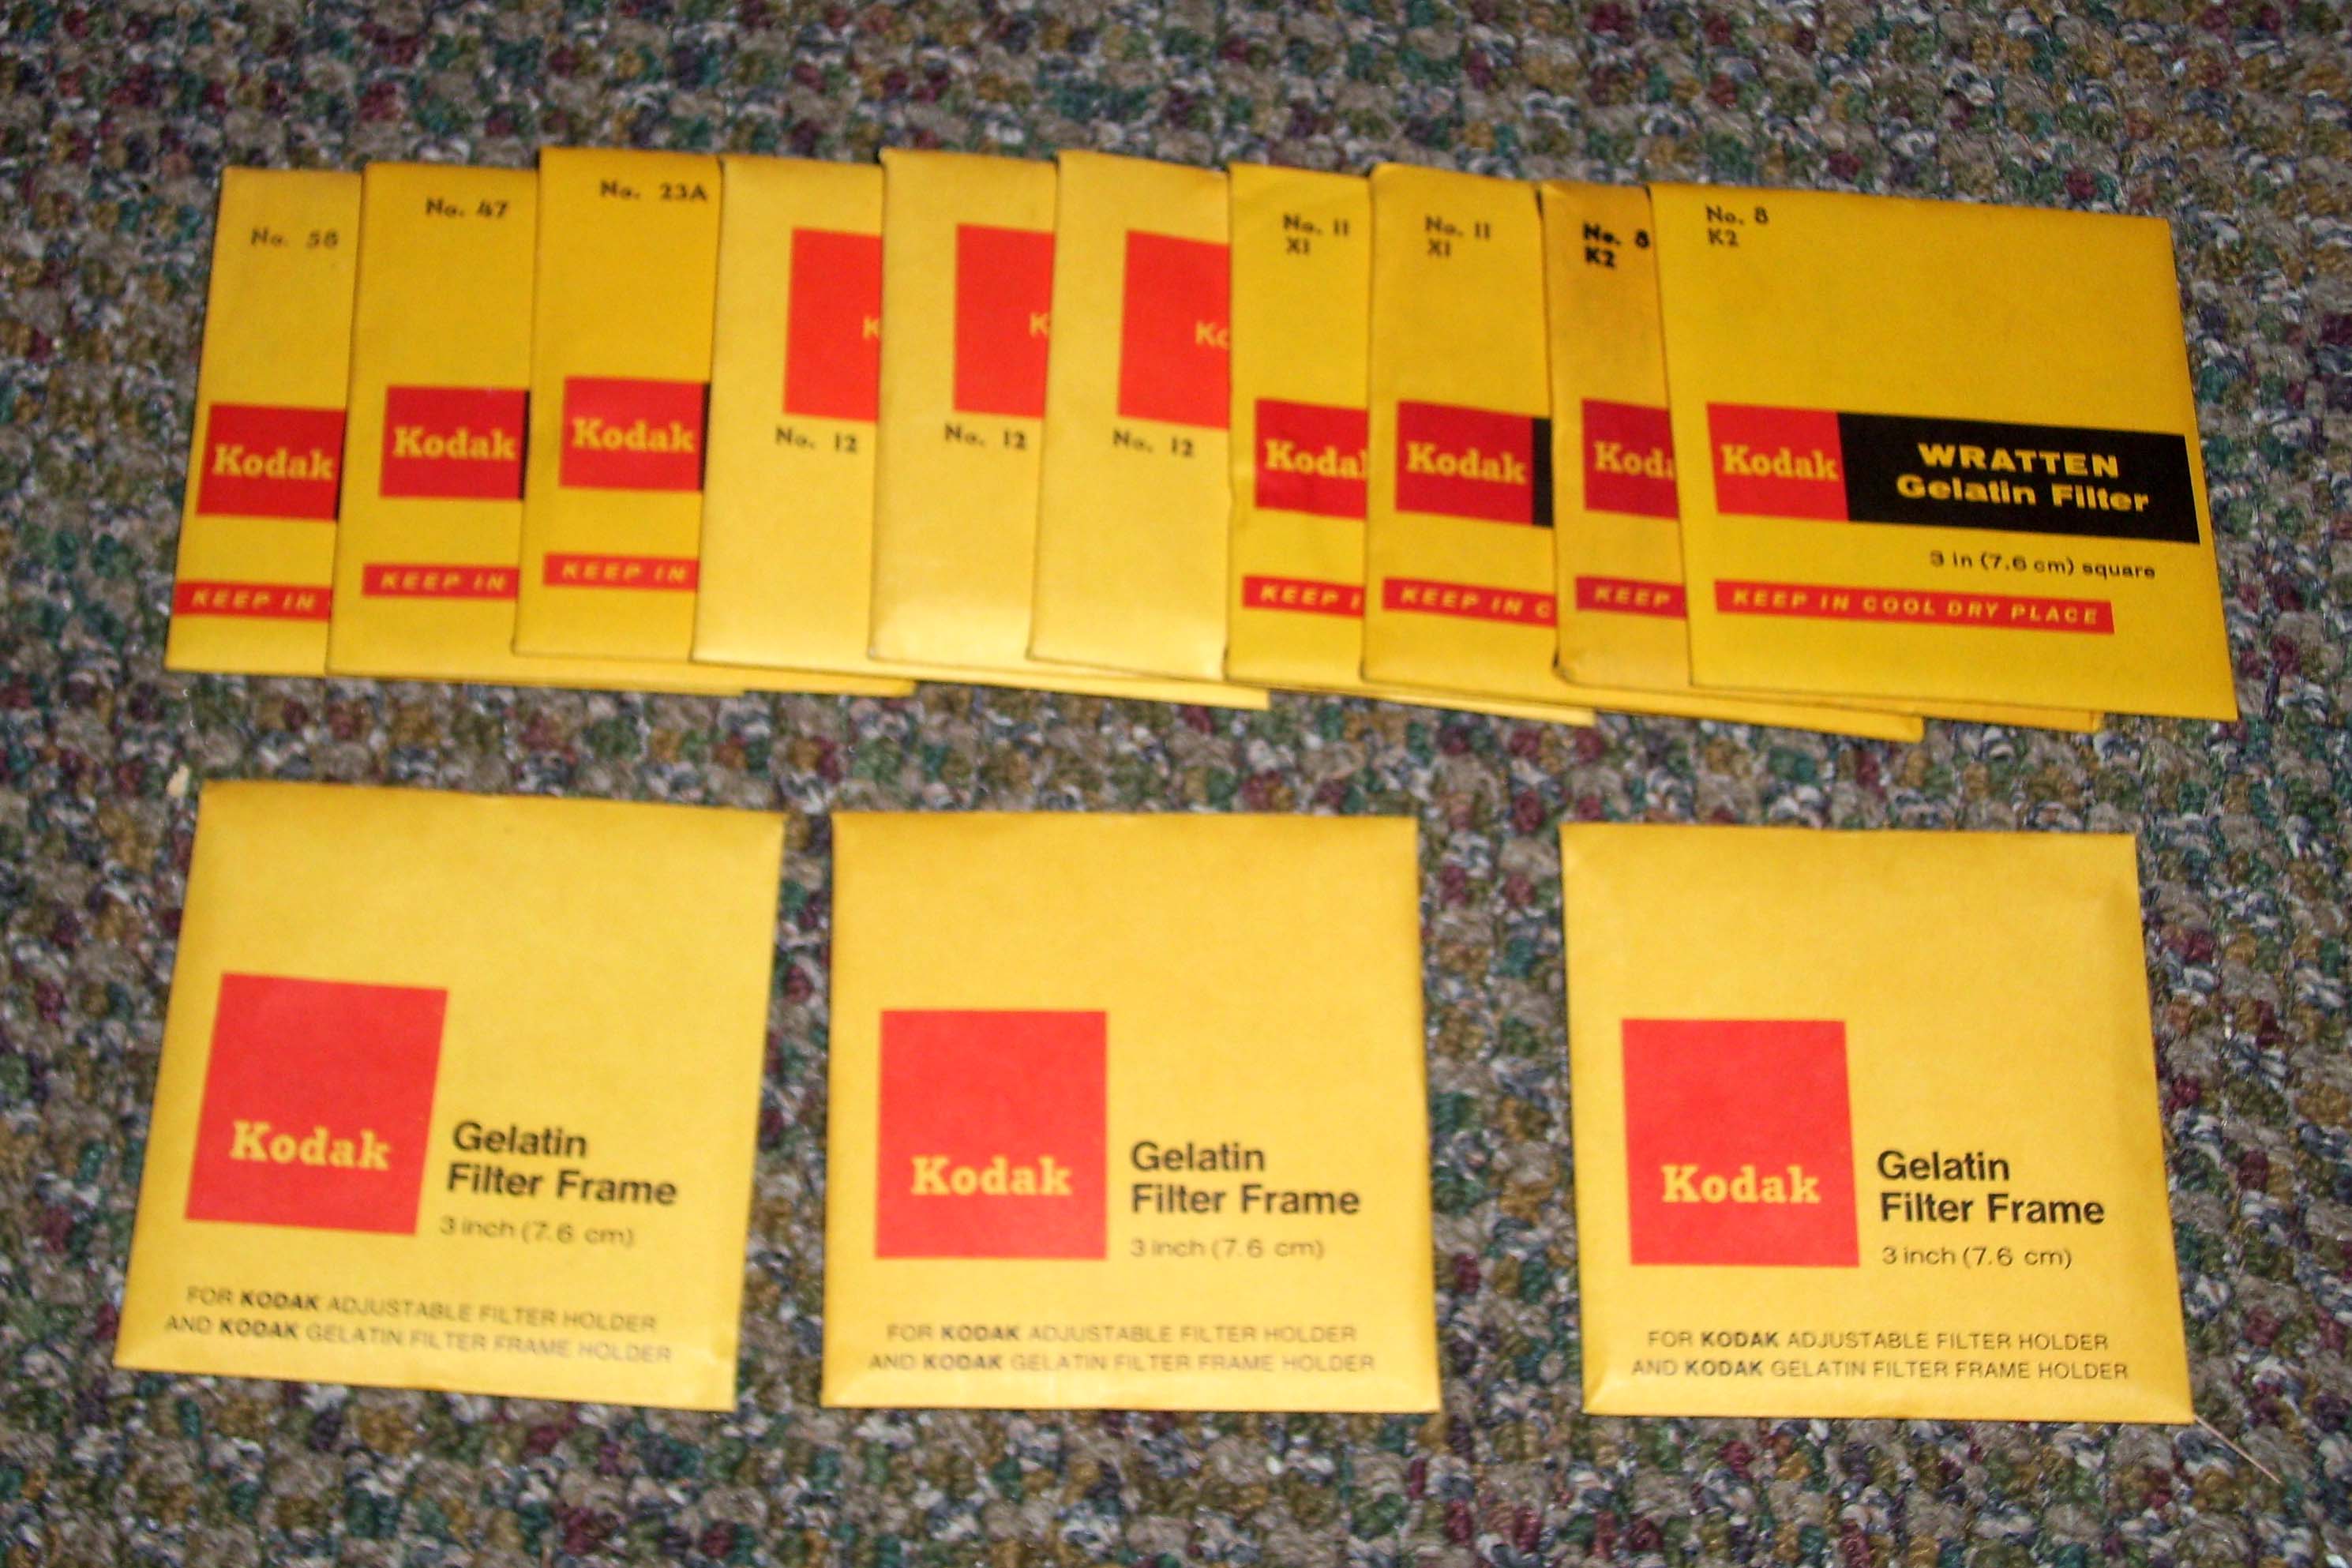 No. 58
Kodak
KEEP IN
No. 47
Kodak
KEEP IN
No. 23A
Kodak
KEEP IN
K
No. 12
K
No. 12
Ko
No. 12
No. 11
X1
Kodak
KEEP I
No. 11
X1
Kodak
KEEP IN C
No. 8
K2
Koda
KEEP
No. 8
K2
Kodak
WRATTEN
Gelatin Filter
3 in (7.6 cm) square
KEEP IN COOL DRY PLACE
Kodak
Gelatin
Filter Frame
3 inch (7.6 cm)
FOR KODAK ADJUSTABLE FILTER HOLDER
AND KODAK GELATIN FILTER FRAME HOLDER
Kodak
Gelatin
Filter Frame
3 inch (7.6 cm)
FOR KODAK ADJUSTABLE FILTER HOLDER
AND KODAK GELATIN FILTER FRAME HOLDER
Kodak
Gelatin
Filter Frame
3 inch (7.6 cm)
FOR KODAK ADJUSTABLE FILTER HOLDER
AND KODAK GELATIN FILTER FRAME HOLDER